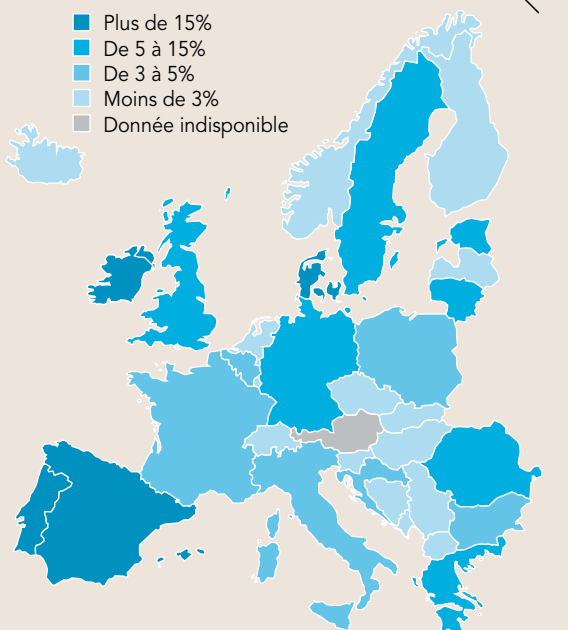 Plus de 15%
De 5 à 15%
De 3 à 5%
Moins de 3%
Donnée indisponible